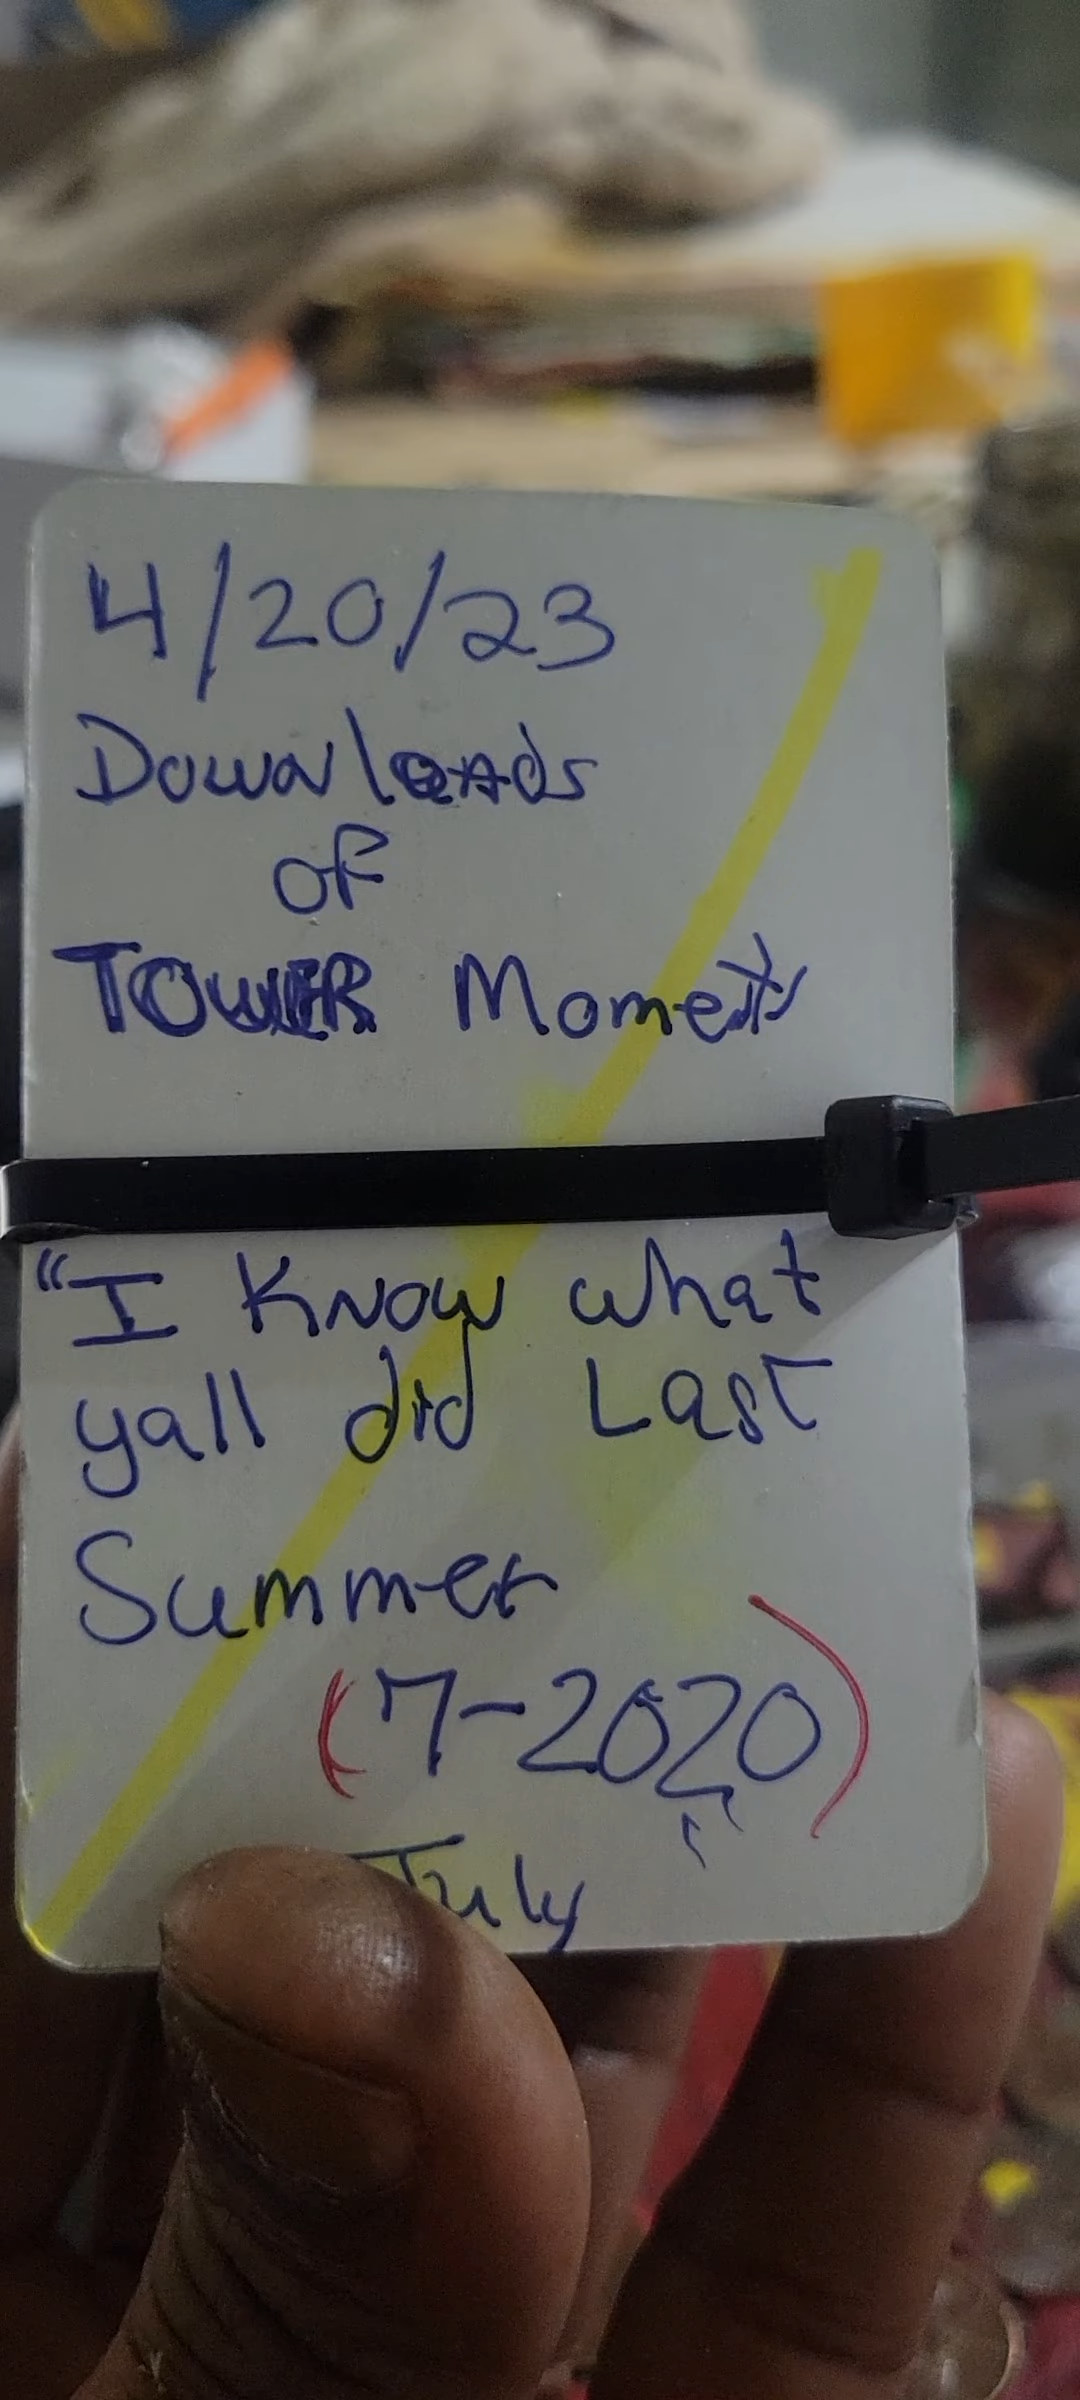 4/20/23
Downloads
of
TOWER Moments
"I Know what
yall did Last
Summer
(7-2020)
July